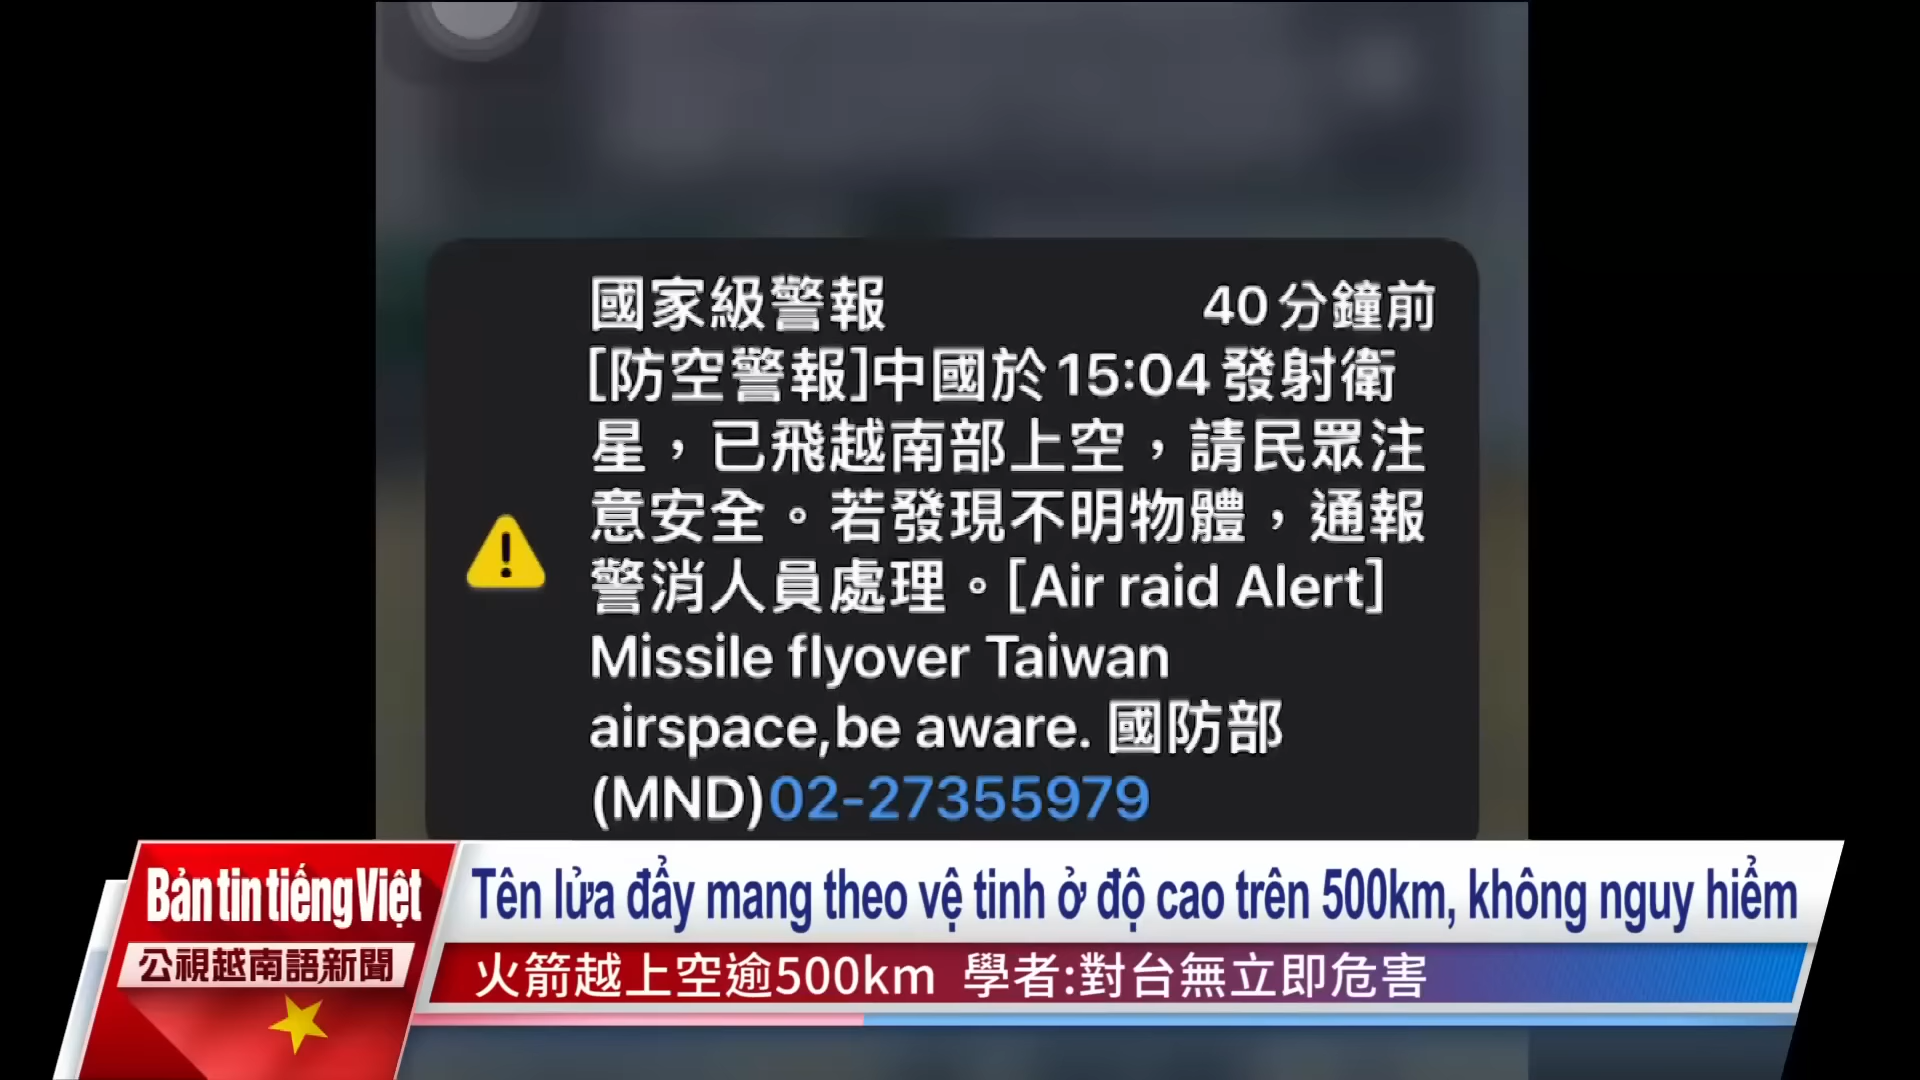 國家級警報 40分鐘前
[防空警報]中國於15:04發射衛
星，已飛越南部上空，請民眾注
意安全。若發現不明物體，通報
警消人員處理。[Air raid Alert]
Missile flyover Taiwan
airspace,be aware. 國防部
(MND)02-27355979
Bản tin tiếng Việt
公視越南語新聞
Tên lửa đẩy mang theo vệ tinh ở độ cao trên 500km, không nguy hiểm
火箭越上空逾500km 學者:對台無立即危害